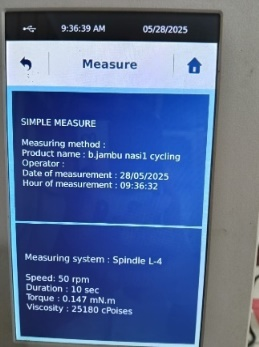 9:36:39 AM 05/28/2025
Measure
SIMPLE MEASURE
Measuring method :
Product name : b.jambu nasi1 cycling
Operator :
Date of measurement : 28/05/2025
Hour of measurement : 09:36:32
Measuring system : Spindle L-4
Speed: 50 rpm
Duration : 10 sec
Torque : 0.147 mN.m
Viscosity : 25180 cPoises